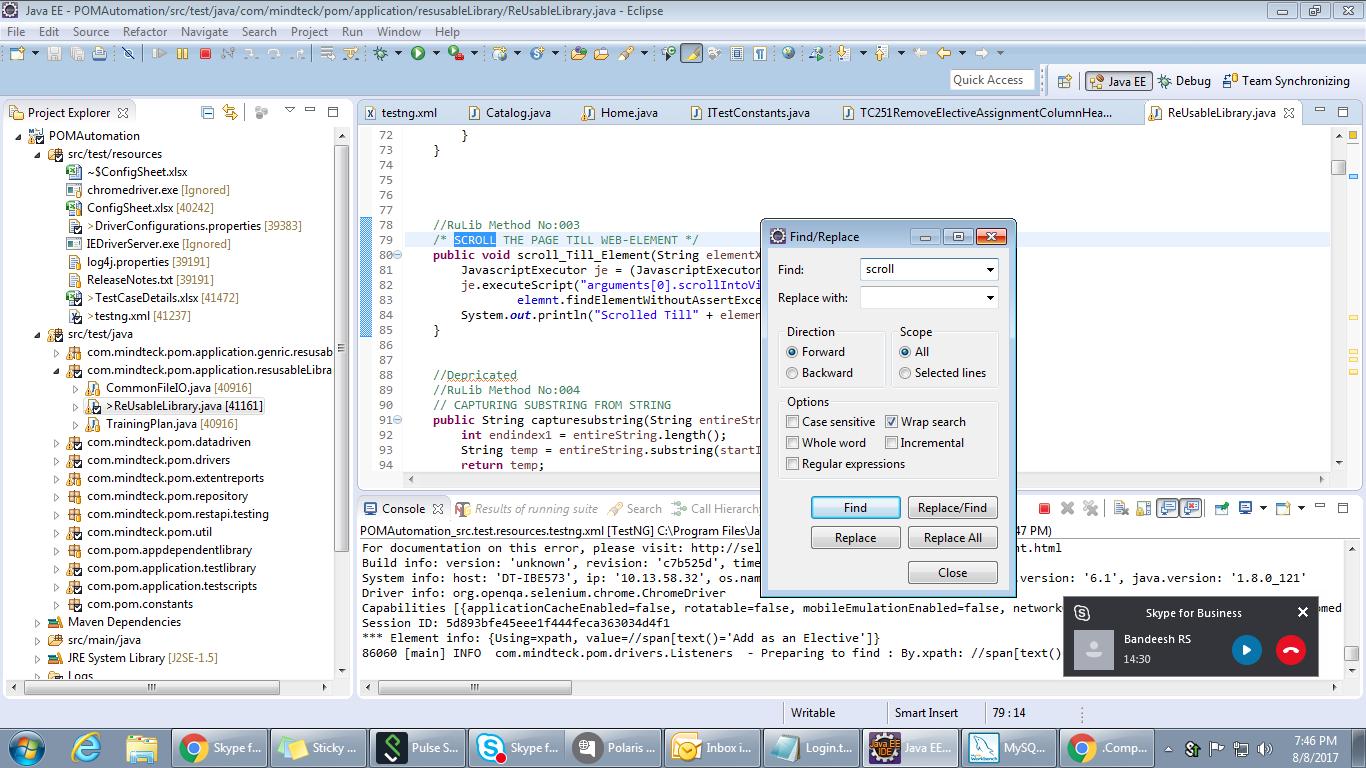 Java EE - POMAutomation/src/test/java/com/mindteck/pom/application/resusableLibrary/ReUsableLibrary.java - Eclipse
File Edit Source Refactor Navigate Search Project Run Window Help
Quick Access
Java EE
Debug
Team Synchronizing
Project Explorer
POMAutomation
src/test/resources
~$ConfigSheet.xlsx
chromedriver.exe [Ignored]
ConfigSheet.xlsx [40242]
>DriverConfigurations.properties [39383]
IEDriverServer.exe [Ignored]
log4j.properties [39191]
ReleaseNotes.txt [39191]
>TestCaseDetails.xlsx [41472]
>testng.xml [41237]
src/test/java
com.mindteck.pom.application.genric.resusab
com.mindteck.pom.application.resusableLibra
CommonFileIO.java [40916]
>ReUsableLibrary.java [41161]
TrainingPlan.java [40916]
com.mindteck.pom.datadriven
com.mindteck.pom.drivers
com.mindteck.pom.extentreports
com.mindteck.pom.repository
com.mindteck.pom.restapi.testing
com.mindteck.pom.util
com.pom.appdependentlibrary
com.pom.application.testlibrary
com.pom.application.testscripts
com.pom.constants
Maven Dependencies
src/main/java
JRE System Library [J2SE-1.5]
Logs
testng.xml
Catalog.java
Home.java
ITestConstants.java
TC251RemoveElectiveAssignmentColumnHea...
ReUsableLibrary.java
72 }
73 }
74
75
76
77
78 //RuLib Method No:003
79 /* SCROLL THE PAGE TILL WEB-ELEMENT */
80 public void scroll_Till_Element(String elementX
81 JavascriptExecutor je = (JavascriptExecutor
82 je.executeScript("arguments[0].scrollIntoVi
83 elemnt.findElementWithoutAssertExce
84 System.out.println("Scrolled Till" + elemen
85 }
86
87
88 //Depricated
89 //RuLib Method No:004
90 // CAPTURING SUBSTRING FROM STRING
91 public String capturesubstring(String entireStr
92 int endindex1 = entireString.length();
93 String temp = entireString.substring(startI
94 return temp;
Find/Replace
Find: scroll
Replace with:
Direction
Forward
Backward
Scope
All
Selected lines
Options
Case sensitive
Wrap search
Whole word
Incremental
Regular expressions
Find
Replace/Find
Replace
Replace All
Close
Console
Results of running site
Search
Call Hierarchy
POMAutomation_src.test.resources.testng.xml [TestNG] C:\Program Files\Ja
47 PM)
For documentation on this error, please visit: http://sel
nt.html
Build info: version: 'unknown', revision: 'c7b525d', time
System info: host: 'DT-IBE573', ip: '10.13.58.32', os.nam
.version: '6.1', java.version: '1.8.0_121'
Driver info: org.openqa.selenium.chrome.ChromeDriver
Capabilities [{applicationCacheEnabled=false, rotatable=false, mobileEmulationEnabled=false, network
Session ID: 5d893bfe45eee1f444feca363034d4f1
*** Element info: {Using=xpath, value=//span[text()='Add as an Elective']}
86060 [main] INFO com.mindteck.pom.drivers.Listeners - Preparing to find : By.xpath: //span[text()
Skype for Business
Bandeesh RS
14:30
Writable
Smart Insert
79 : 14
Skype f...
Sticky ...
Pulse S...
Skype f...
Polaris ...
Inbox i...
Login.t...
Java EE...
MySQ...
.Comp...
7:46 PM
8/8/2017